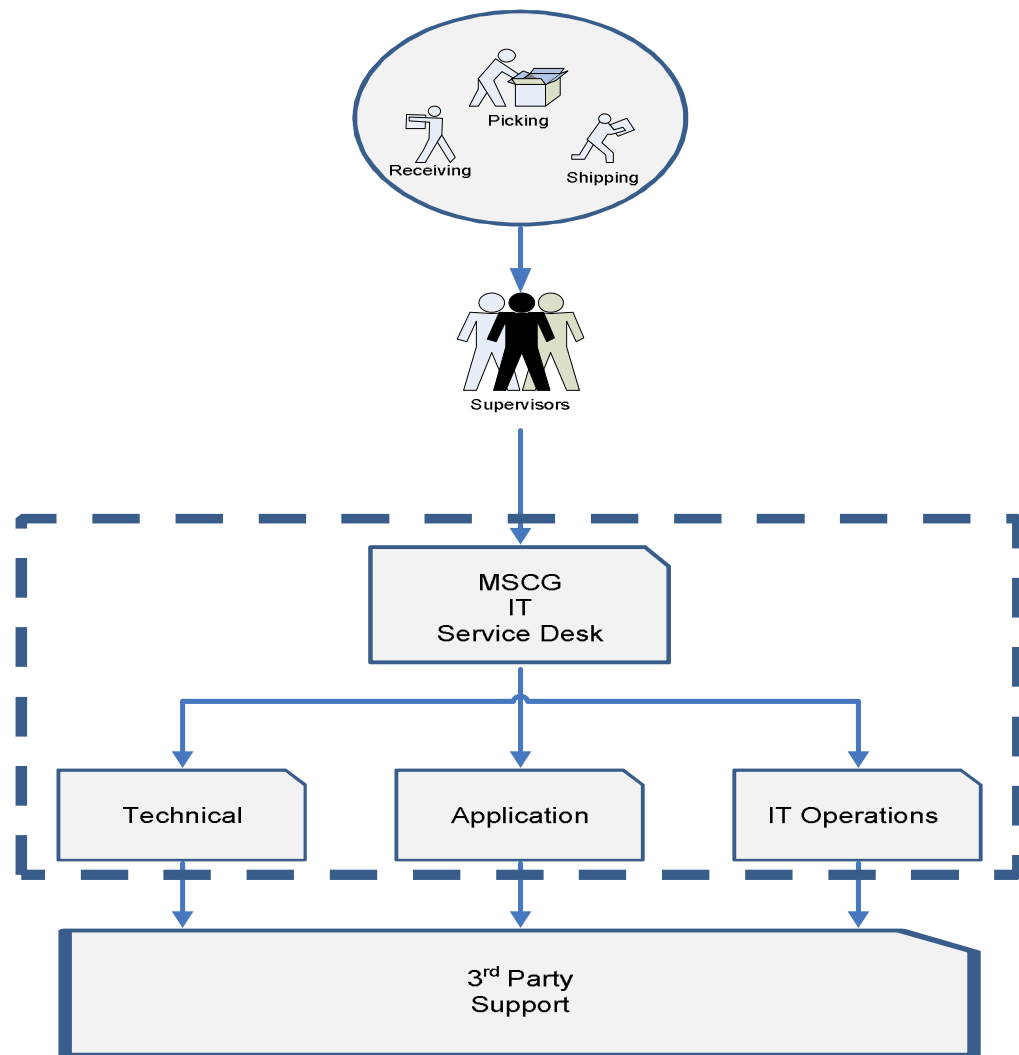 Picking
Receiving
Shipping
Supervisors
MSCG
IT
Service Desk
Technical
Application
IT Operations
3rd Party
Support